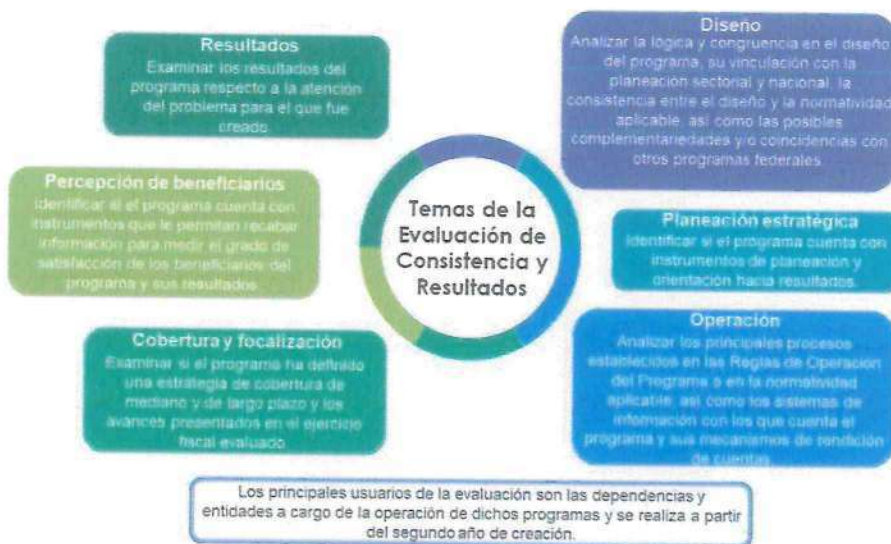 Resultados
Examinar los resultados del
programa respecto a la atención
del problema para el que fue
creado.
Diseño
Analizar la lógica y congruencia en el diseño
del programa, su vinculación con la
planeación sectorial y nacional, la
consistencia entre el diseño y la normatividad
aplicable, así como las posibles
complementariedades y/o coincidencias con
otros programas federales.
Percepción de beneficiarios
Identificar si el programa cuenta con
instrumentos que le permitan recabar
información para medir el grado de
satisfacción de los beneficiarios del
programa y sus resultados.
Temas de la
Evaluación de
Consistencia y
Resultados
Planeación estratégica
Identificar si el programa cuenta con
instrumentos de planeación y
orientación hacia resultados.
Cobertura y focalización
Examinar si el programa ha definido
una estrategia de cobertura de
mediano y de largo plazo y los
avances presentados en el ejercicio
fiscal evaluado.
Operación
Analizar los principales procesos
establecidos en las Reglas de Operación
del Programa o en la normatividad
aplicable, así como los sistemas de
información con los que cuenta el
programa y sus mecanismos de rendición
de cuentas.
Los principales usuarios de la evaluación son las dependencias y
entidades a cargo de la operación de dichos programas y se realiza a partir
del segundo año de creación.